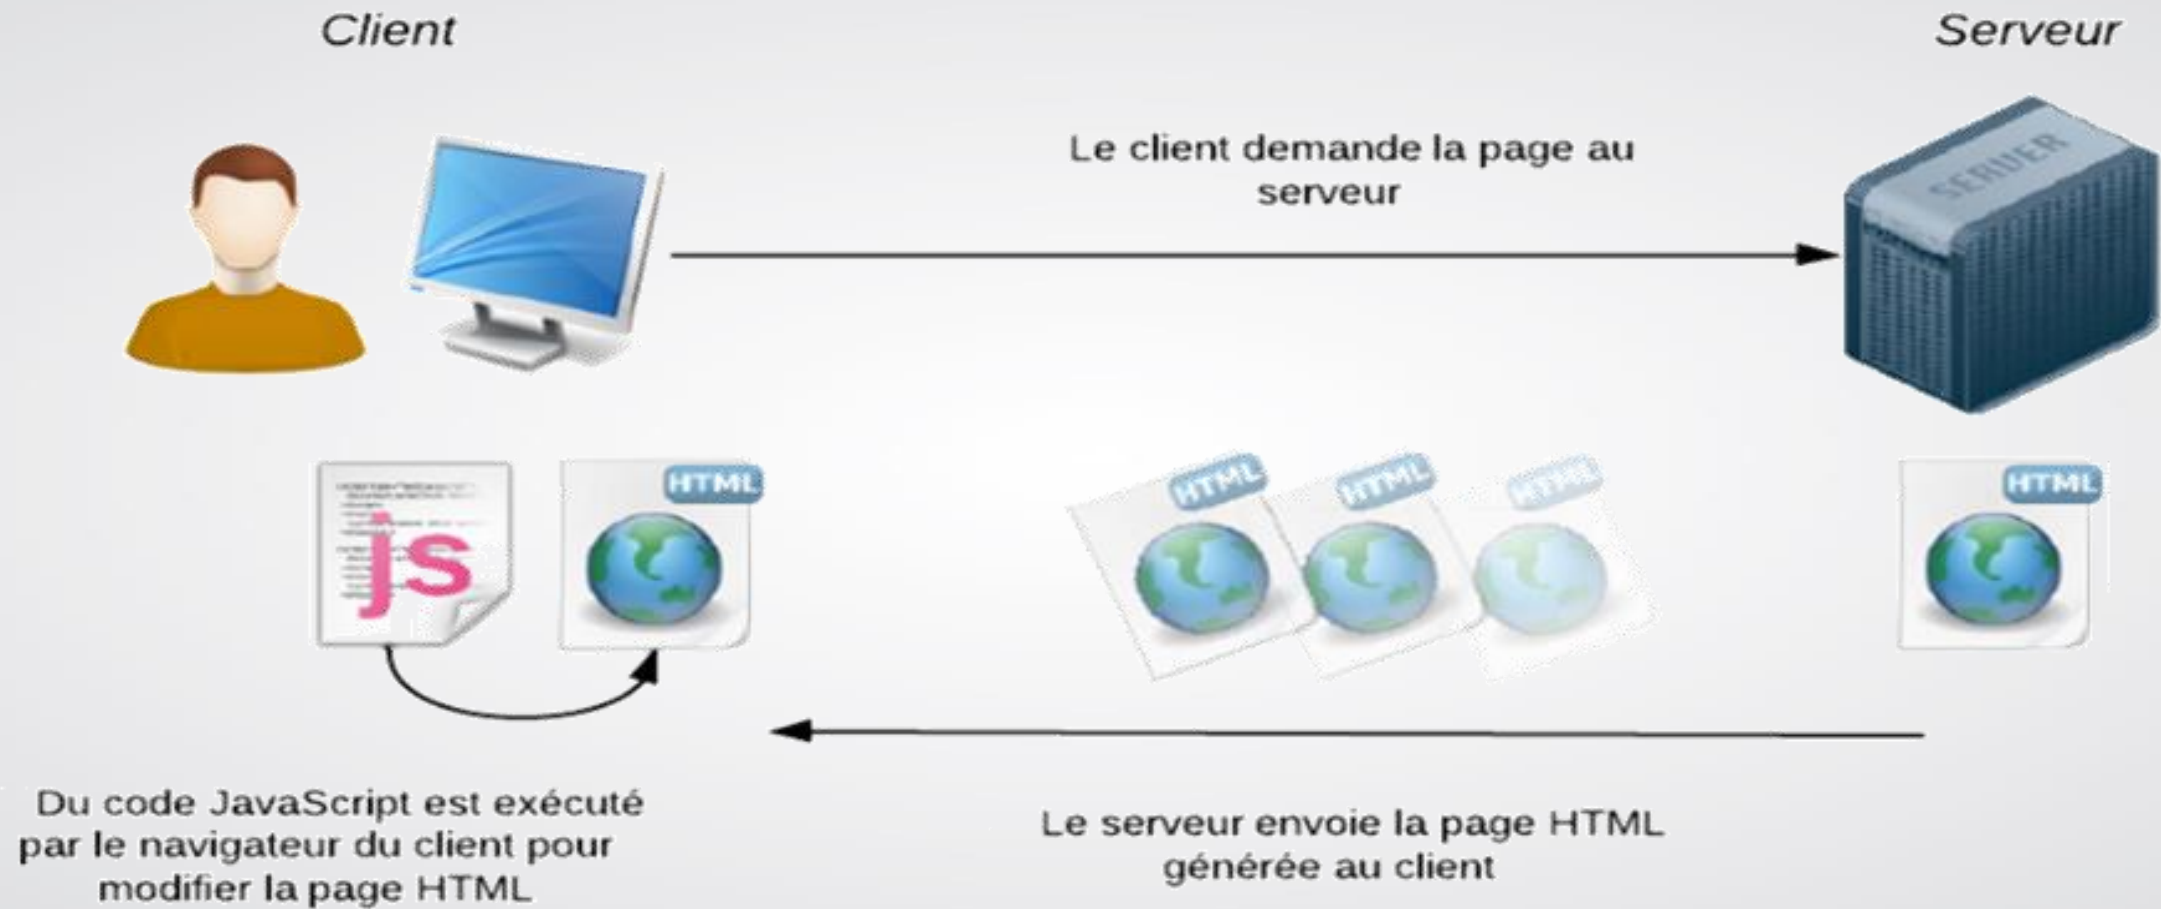 Client
Serveur
Le client demande la page au
serveur
SERVER
HTML
js
HTML
HTML
HTML
HTML
Du code JavaScript est exécuté
par le navigateur du client pour
modifier la page HTML
Le serveur envoie la page HTML
générée au client